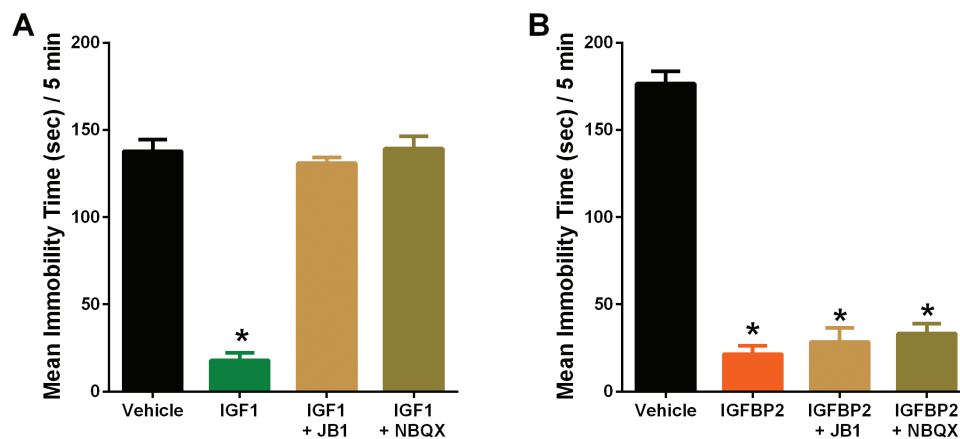 A
Mean Immobility Time (sec) / 5 min
200
150
100
50
0
*
Vehicle
IGF1
IGF1
+ JB1
IGF1
+ NBQX
B
Mean Immobility Time (sec) / 5 min
200
150
100
50
0
*
*
*
Vehicle
IGFBP2
IGFBP2
+ JB1
IGFBP2
+ NBQX